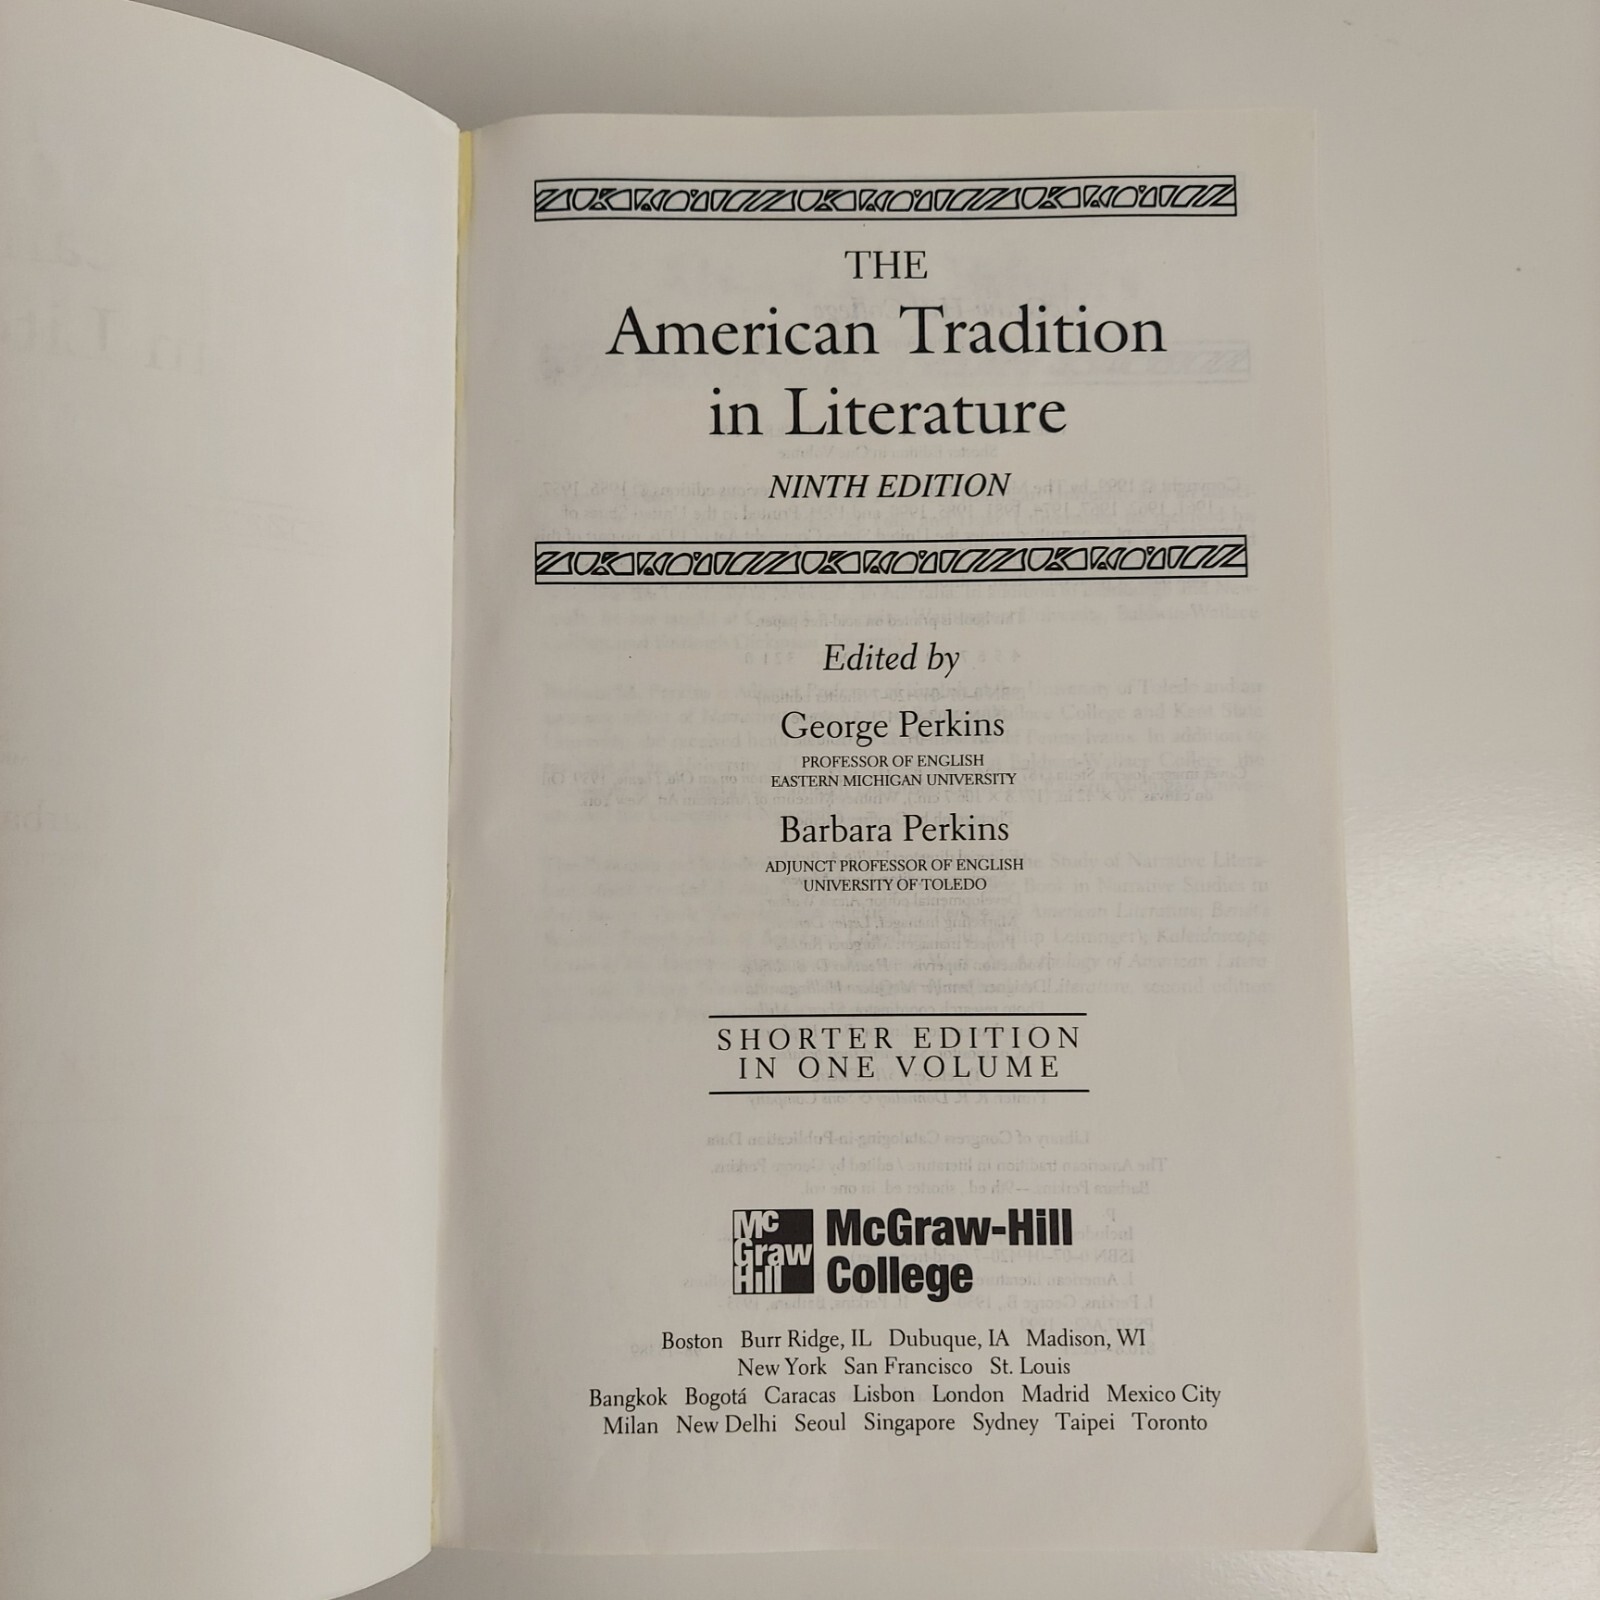 THE
American Tradition
in Literature
NINTH EDITION
Edited by
George Perkins
PROFESSOR OF ENGLISH
EASTERN MICHIGAN UNIVERSITY
Barbara Perkins
ADJUNCT PROFESSOR OF ENGLISH
UNIVERSITY OF TOLEDO
SHORTER EDITION
IN ONE VOLUME
Mc
Graw
Hill
McGraw-Hill
College
Boston Burr Ridge, IL Dubuque, IA Madison, WI
New York San Francisco St. Louis
Bangkok Bogotá Caracas Lisbon London Madrid Mexico City
Milan New Delhi Seoul Singapore Sydney Taipei Toronto